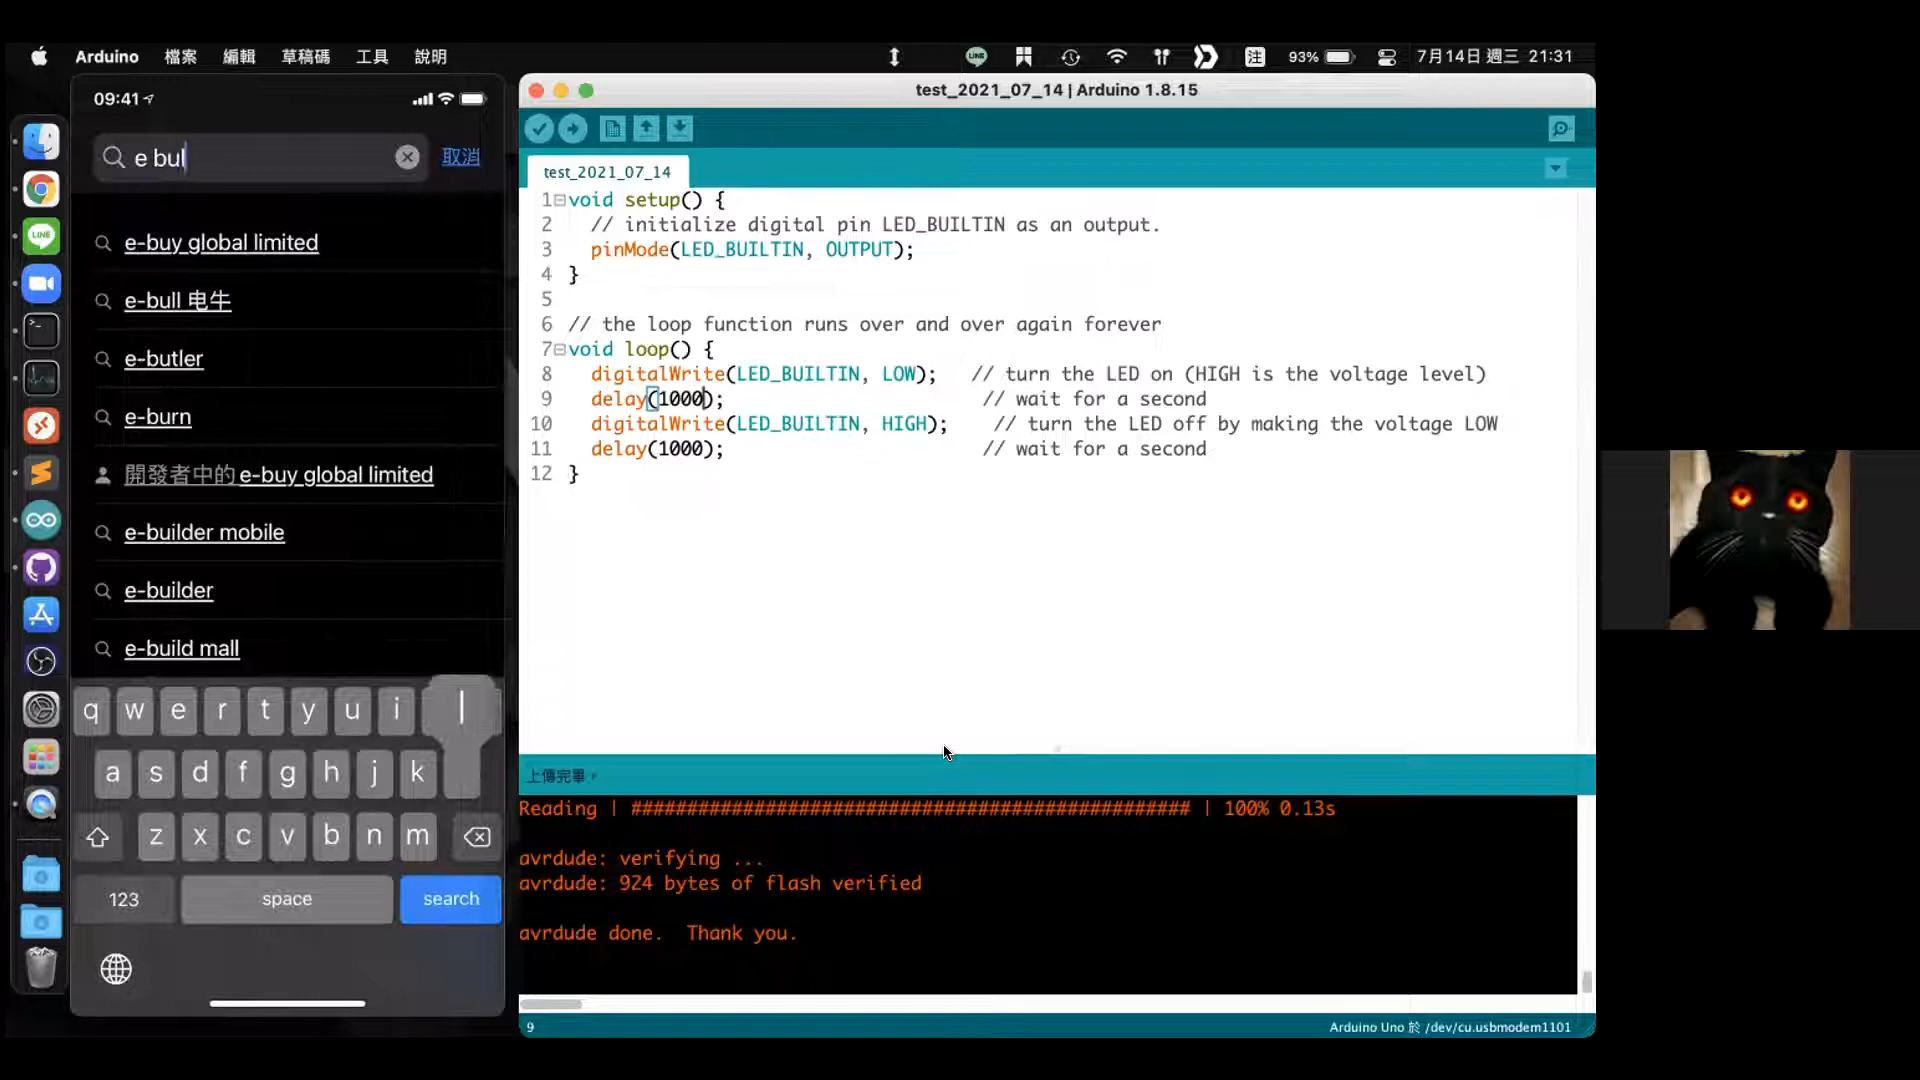 Arduino 檔案 編輯 草稿碼 工具 說明 LINE 注 93% 7月14日 週三 21:31
09:41
e bul 取消
e-buy global limited
e-bull 电牛
e-butler
e-burn
開發者中的 e-buy global limited
e-builder mobile
e-builder
e-build mall
q w e r t y u i l
a s d f g h j k
z x c v b n m
123 space search
LINE
test_2021_07_14 | Arduino 1.8.15
test_2021_07_14
1 void setup() {
2 // initialize digital pin LED_BUILTIN as an output.
3 pinMode(LED_BUILTIN, OUTPUT);
4 }
5
6 // the loop function runs over and over again forever
7 void loop() {
8 digitalWrite(LED_BUILTIN, LOW); // turn the LED on (HIGH is the voltage level)
9 delay(1000); // wait for a second
10 digitalWrite(LED_BUILTIN, HIGH); // turn the LED off by making the voltage LOW
11 delay(1000); // wait for a second
12 }
上傳完畢。
Reading | ################################################## | 100% 0.13s
avrdude: verifying ...
avrdude: 924 bytes of flash verified
avrdude done.  Thank you.
9 Arduino Uno 於 /dev/cu.usbmodem1101